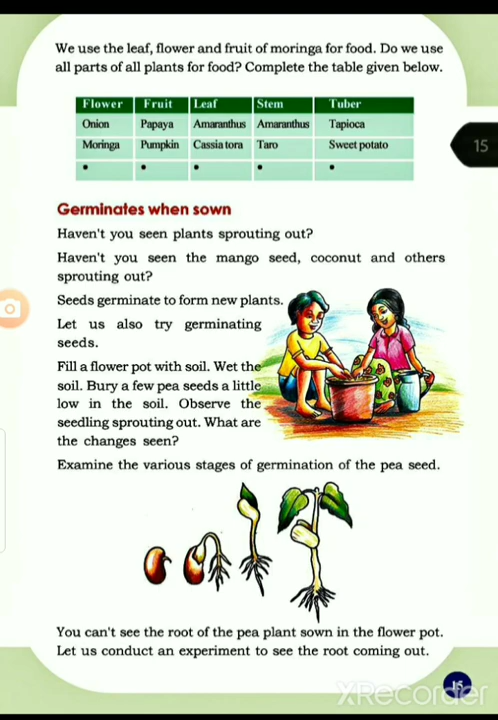 We use the leaf, flower and fruit of moringa for food. Do we use
all parts of all plants for food? Complete the table given below.
Flower Fruit Leaf Stem Tuber
Onion Papaya Amaranthus Amaranthus Tapioca
Moringa Pumpkin Cassia tora Taro Sweet potato
• • • • •
15
Germinates when sown
Haven't you seen plants sprouting out?
Haven't you seen the mango seed, coconut and others
sprouting out?
Seeds germinate to form new plants.
Let us also try germinating
seeds.
Fill a flower pot with soil. Wet the
soil. Bury a few pea seeds a little
low in the soil. Observe the
seedling sprouting out. What are
the changes seen?
Examine the various stages of germination of the pea seed.
You can't see the root of the pea plant sown in the flower pot.
Let us conduct an experiment to see the root coming out.
15
XRecorder